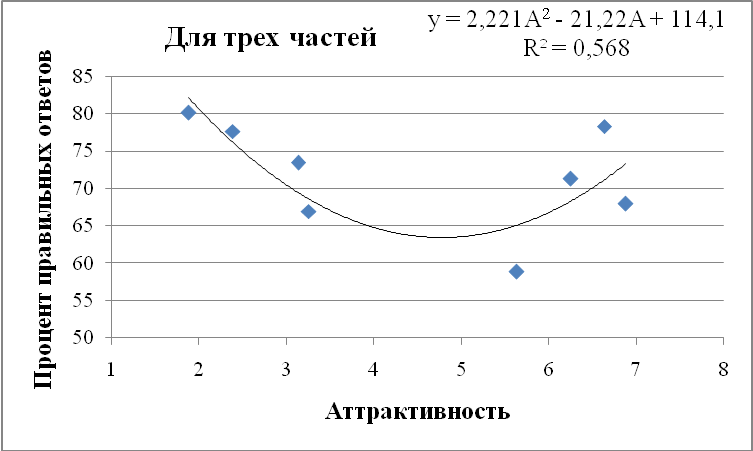 Для трех частей
y = 2,221A² - 21,22A + 114,1
R² = 0,568
Процент правильных ответов
85
80
75
70
65
60
55
50
1 2 3 4 5 6 7 8
Аттрактивность